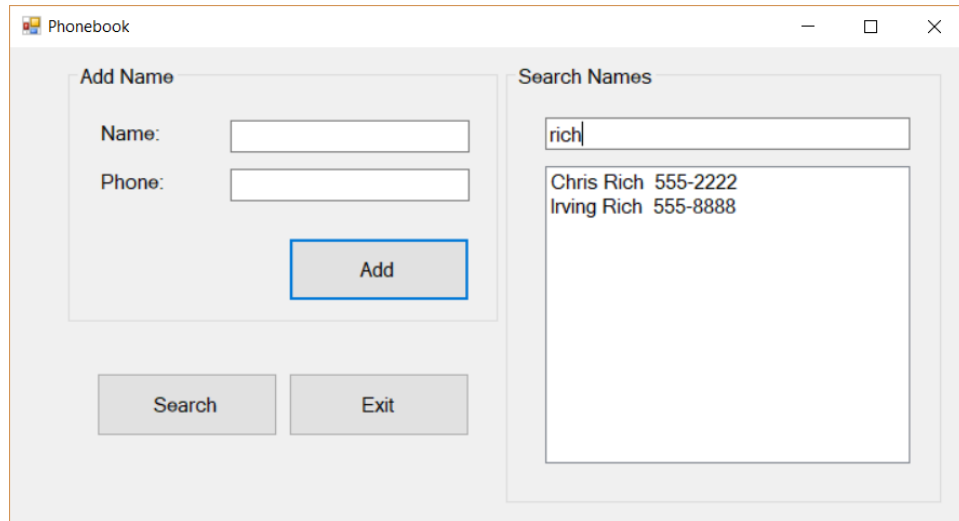 Phonebook
Add Name
Name:
Phone:
Add
Search
Exit
Search Names
rich
Chris Rich 555-2222
Irving Rich 555-8888